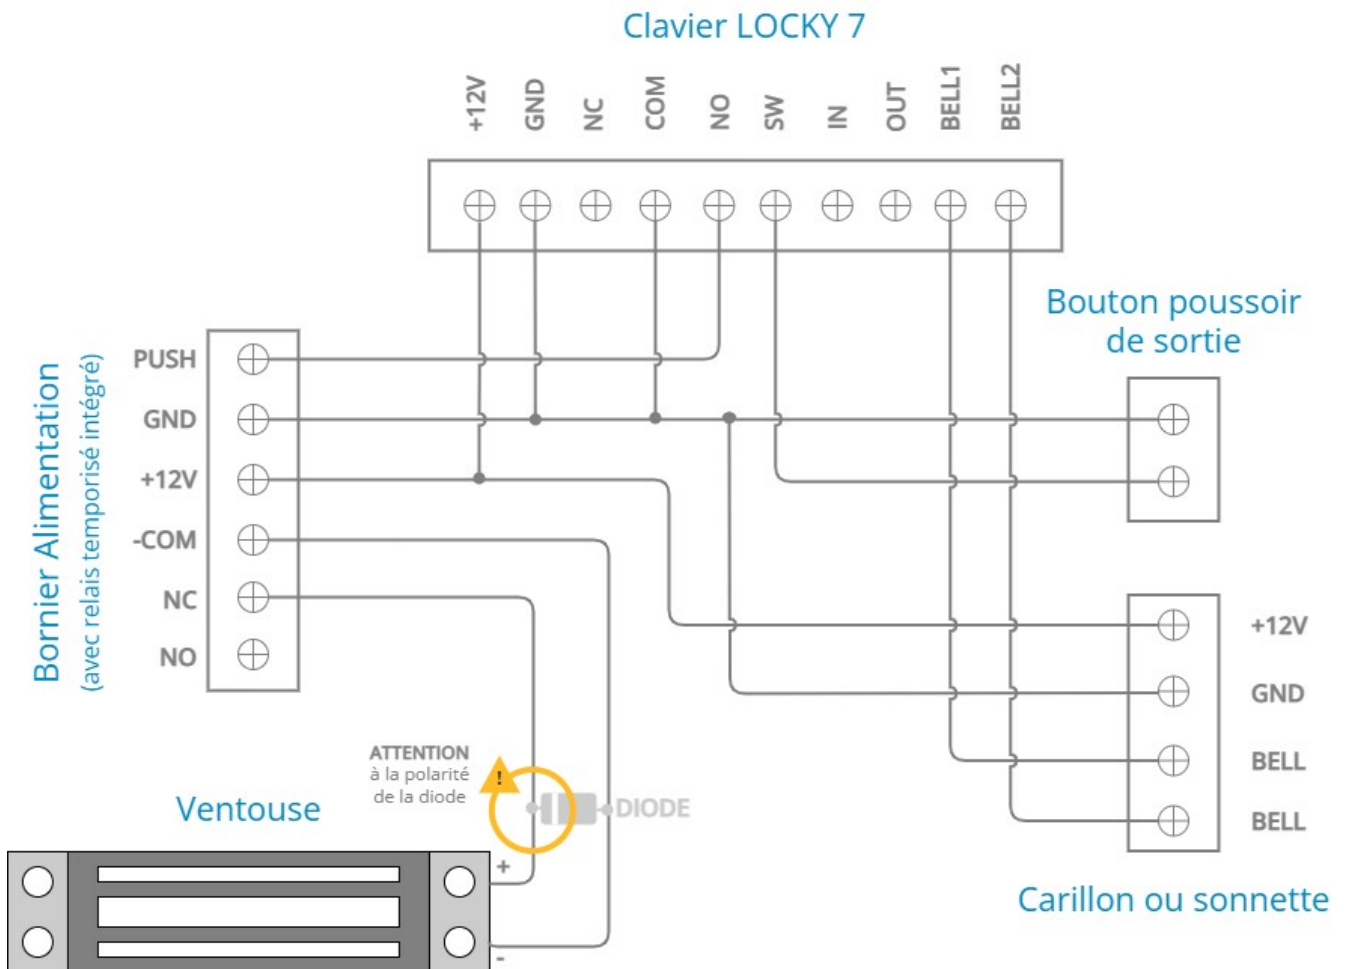 Clavier LOCKY 7
+12V
GND
NC
COM
NO
SW
IN
OUT
BELL1
BELL2
Bornier Alimentation
(avec relais temporisé intégré)
PUSH
GND
+12V
-COM
NC
NO
Bouton poussoir
de sortie
+12V
GND
BELL
BELL
Carillon ou sonnette
ATTENTION
à la polarité
de la diode
!
DIODE
Ventouse
+
-